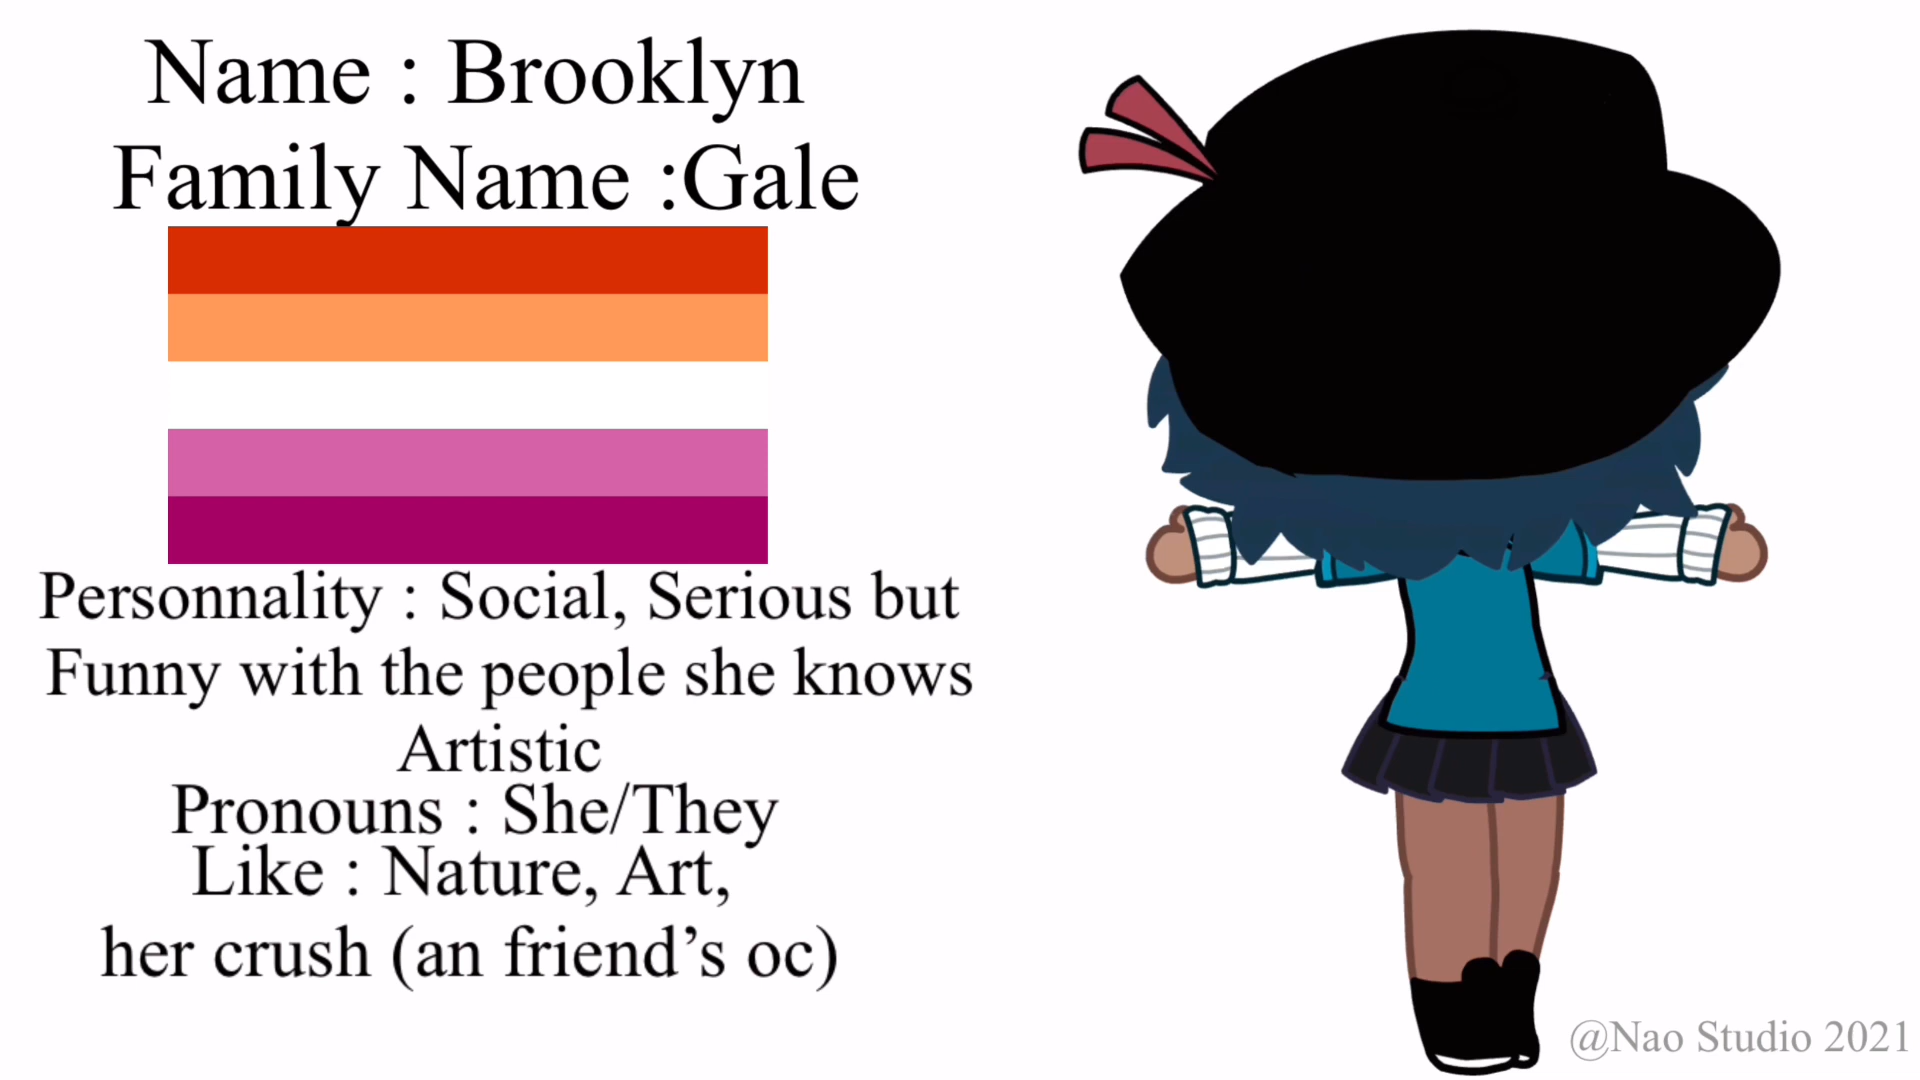 Name : Brooklyn
Family Name :Gale
Personnality : Social, Serious but
Funny with the people she knows
Artistic
Pronouns : She/They
Like : Nature, Art,
her crush (an friend’s oc)
@Nao Studio 2021